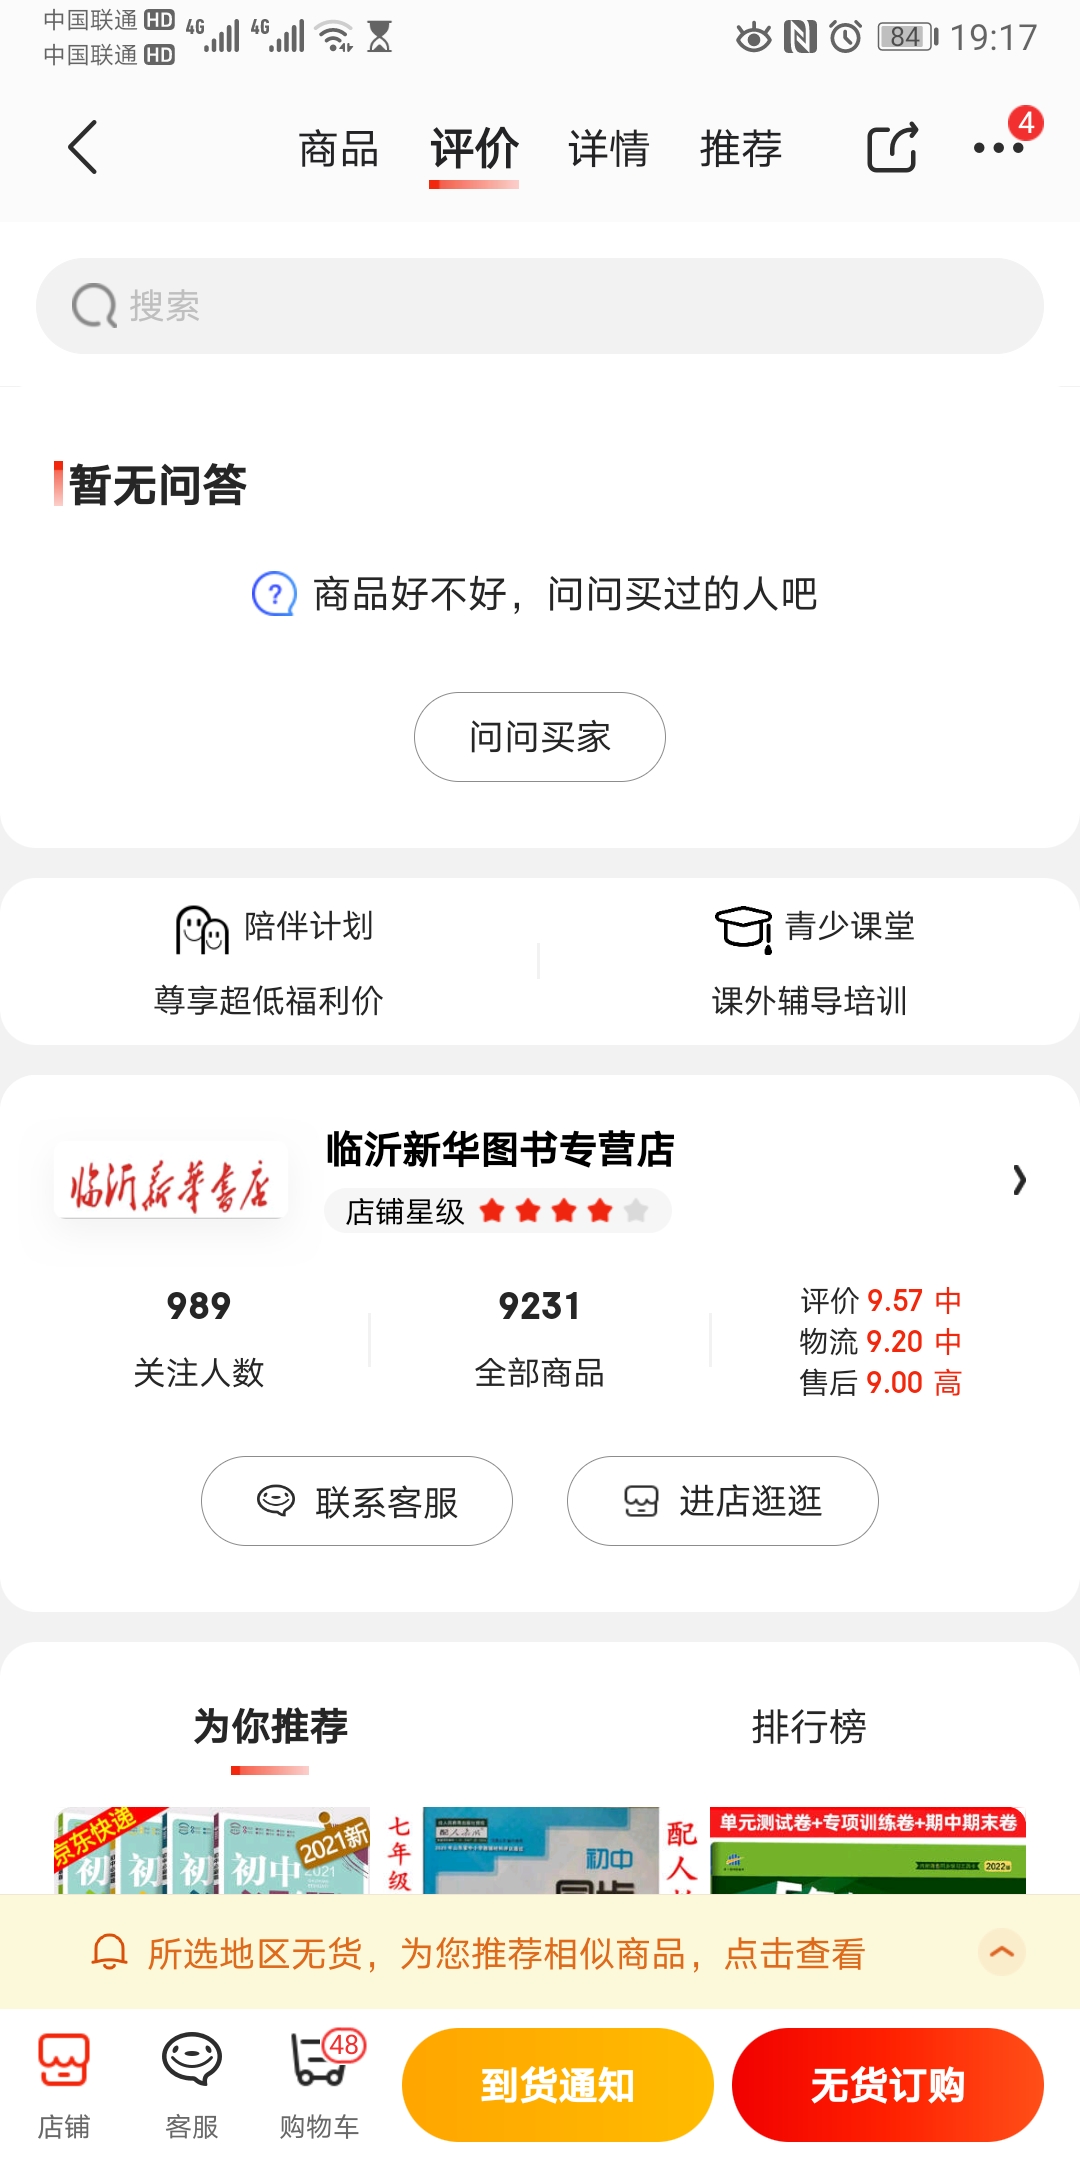 中国联通 HD 4G 4G 84 19:17
中国联通 HD
商品 评价 详情 推荐 4
搜索
暂无问答
商品好不好，问问买过的人吧
问问买家
陪伴计划 青少课堂
尊享超低福利价 课外辅导培训
临沂新华书店
临沂新华图书专营店
店铺星级
989 9231
关注人数 全部商品
评价 9.57 中
物流 9.20 中
售后 9.00 高
联系客服 进店逛逛
为你推荐 排行榜
京东快递 2021新 七年级 配人 单元测试卷+专项训练卷+期中期末卷
初 初 初 初中 2021 初中 同步 2022版
所选地区无货，为您推荐相似商品，点击查看
48
店铺 客服 购物车 到货通知 无货订购